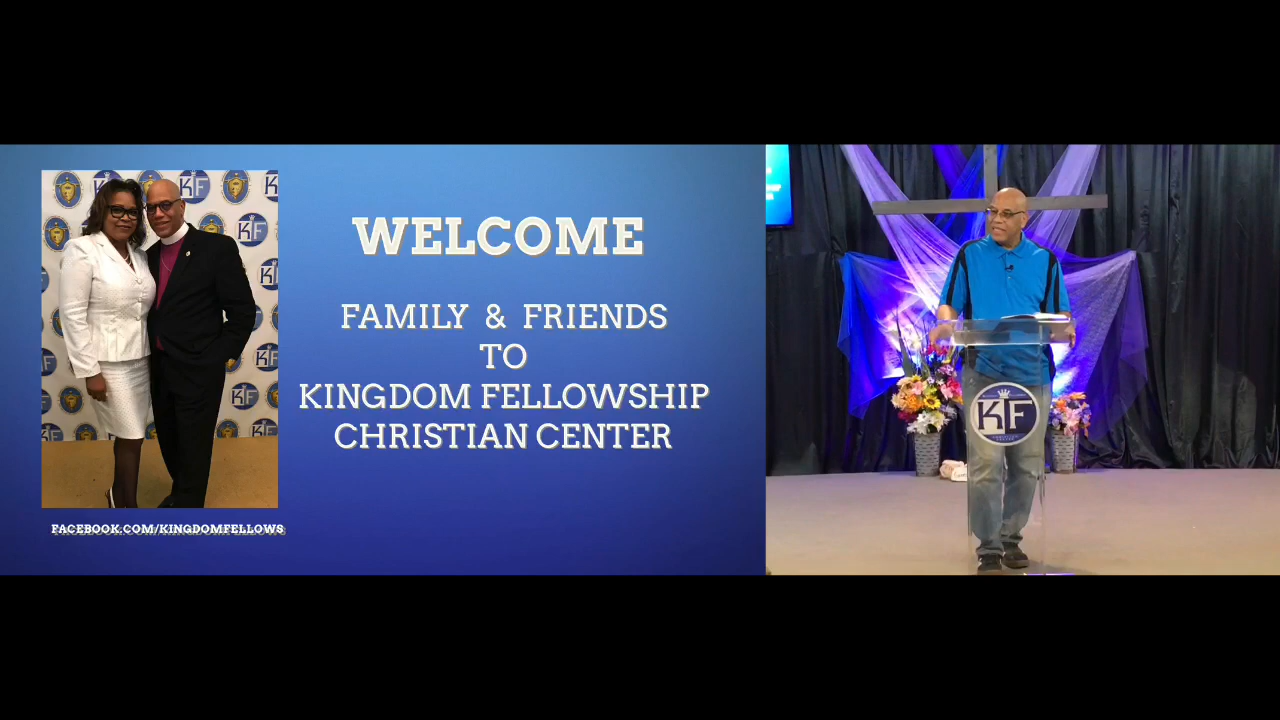 WELCOME
FAMILY & FRIENDS
TO
KINGDOM FELLOWSHIP
CHRISTIAN CENTER
FACEBOOK.COM/KINGDOMFELLOWS
KF